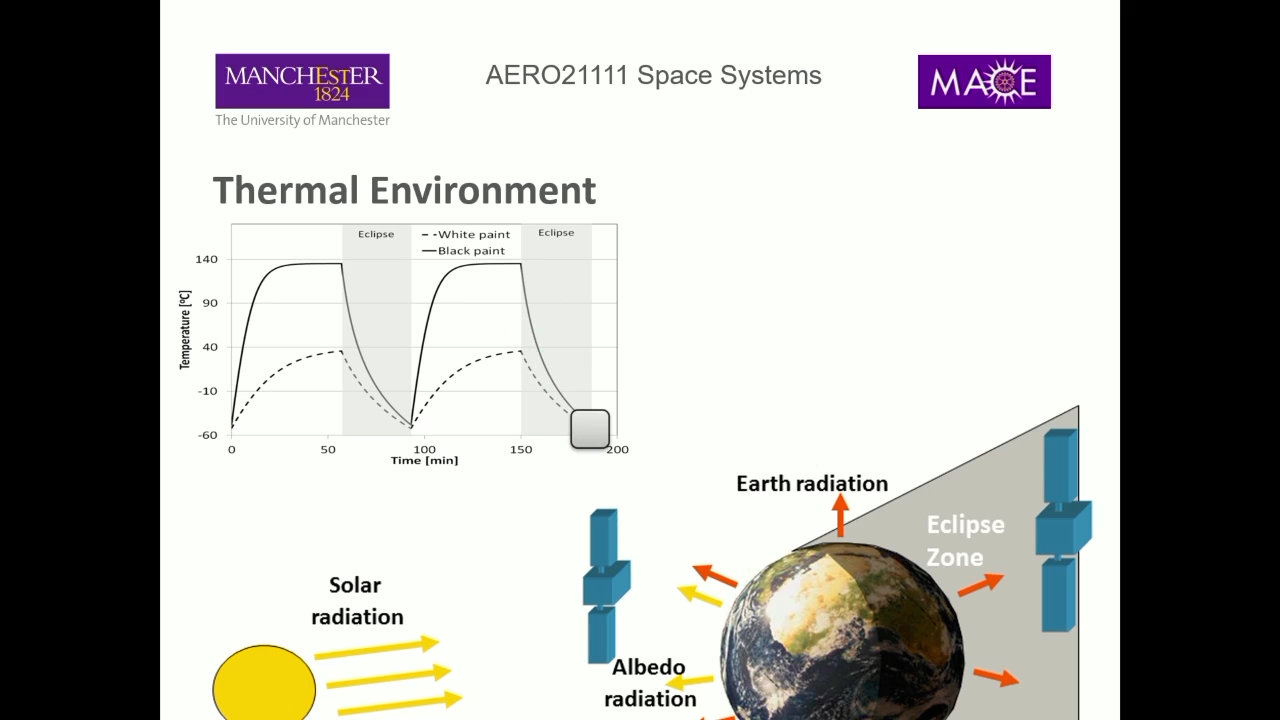 MANCHEsTER
1824
The University of Manchester
AERO21111 Space Systems
MACE
Thermal Environment
Eclipse
White paint
Black paint
Eclipse
140
90
40
-10
-60
Temperature [ºC]
0
50
100
150
200
Time [min]
Earth radiation
Eclipse
Zone
Solar
radiation
Albedo
radiation